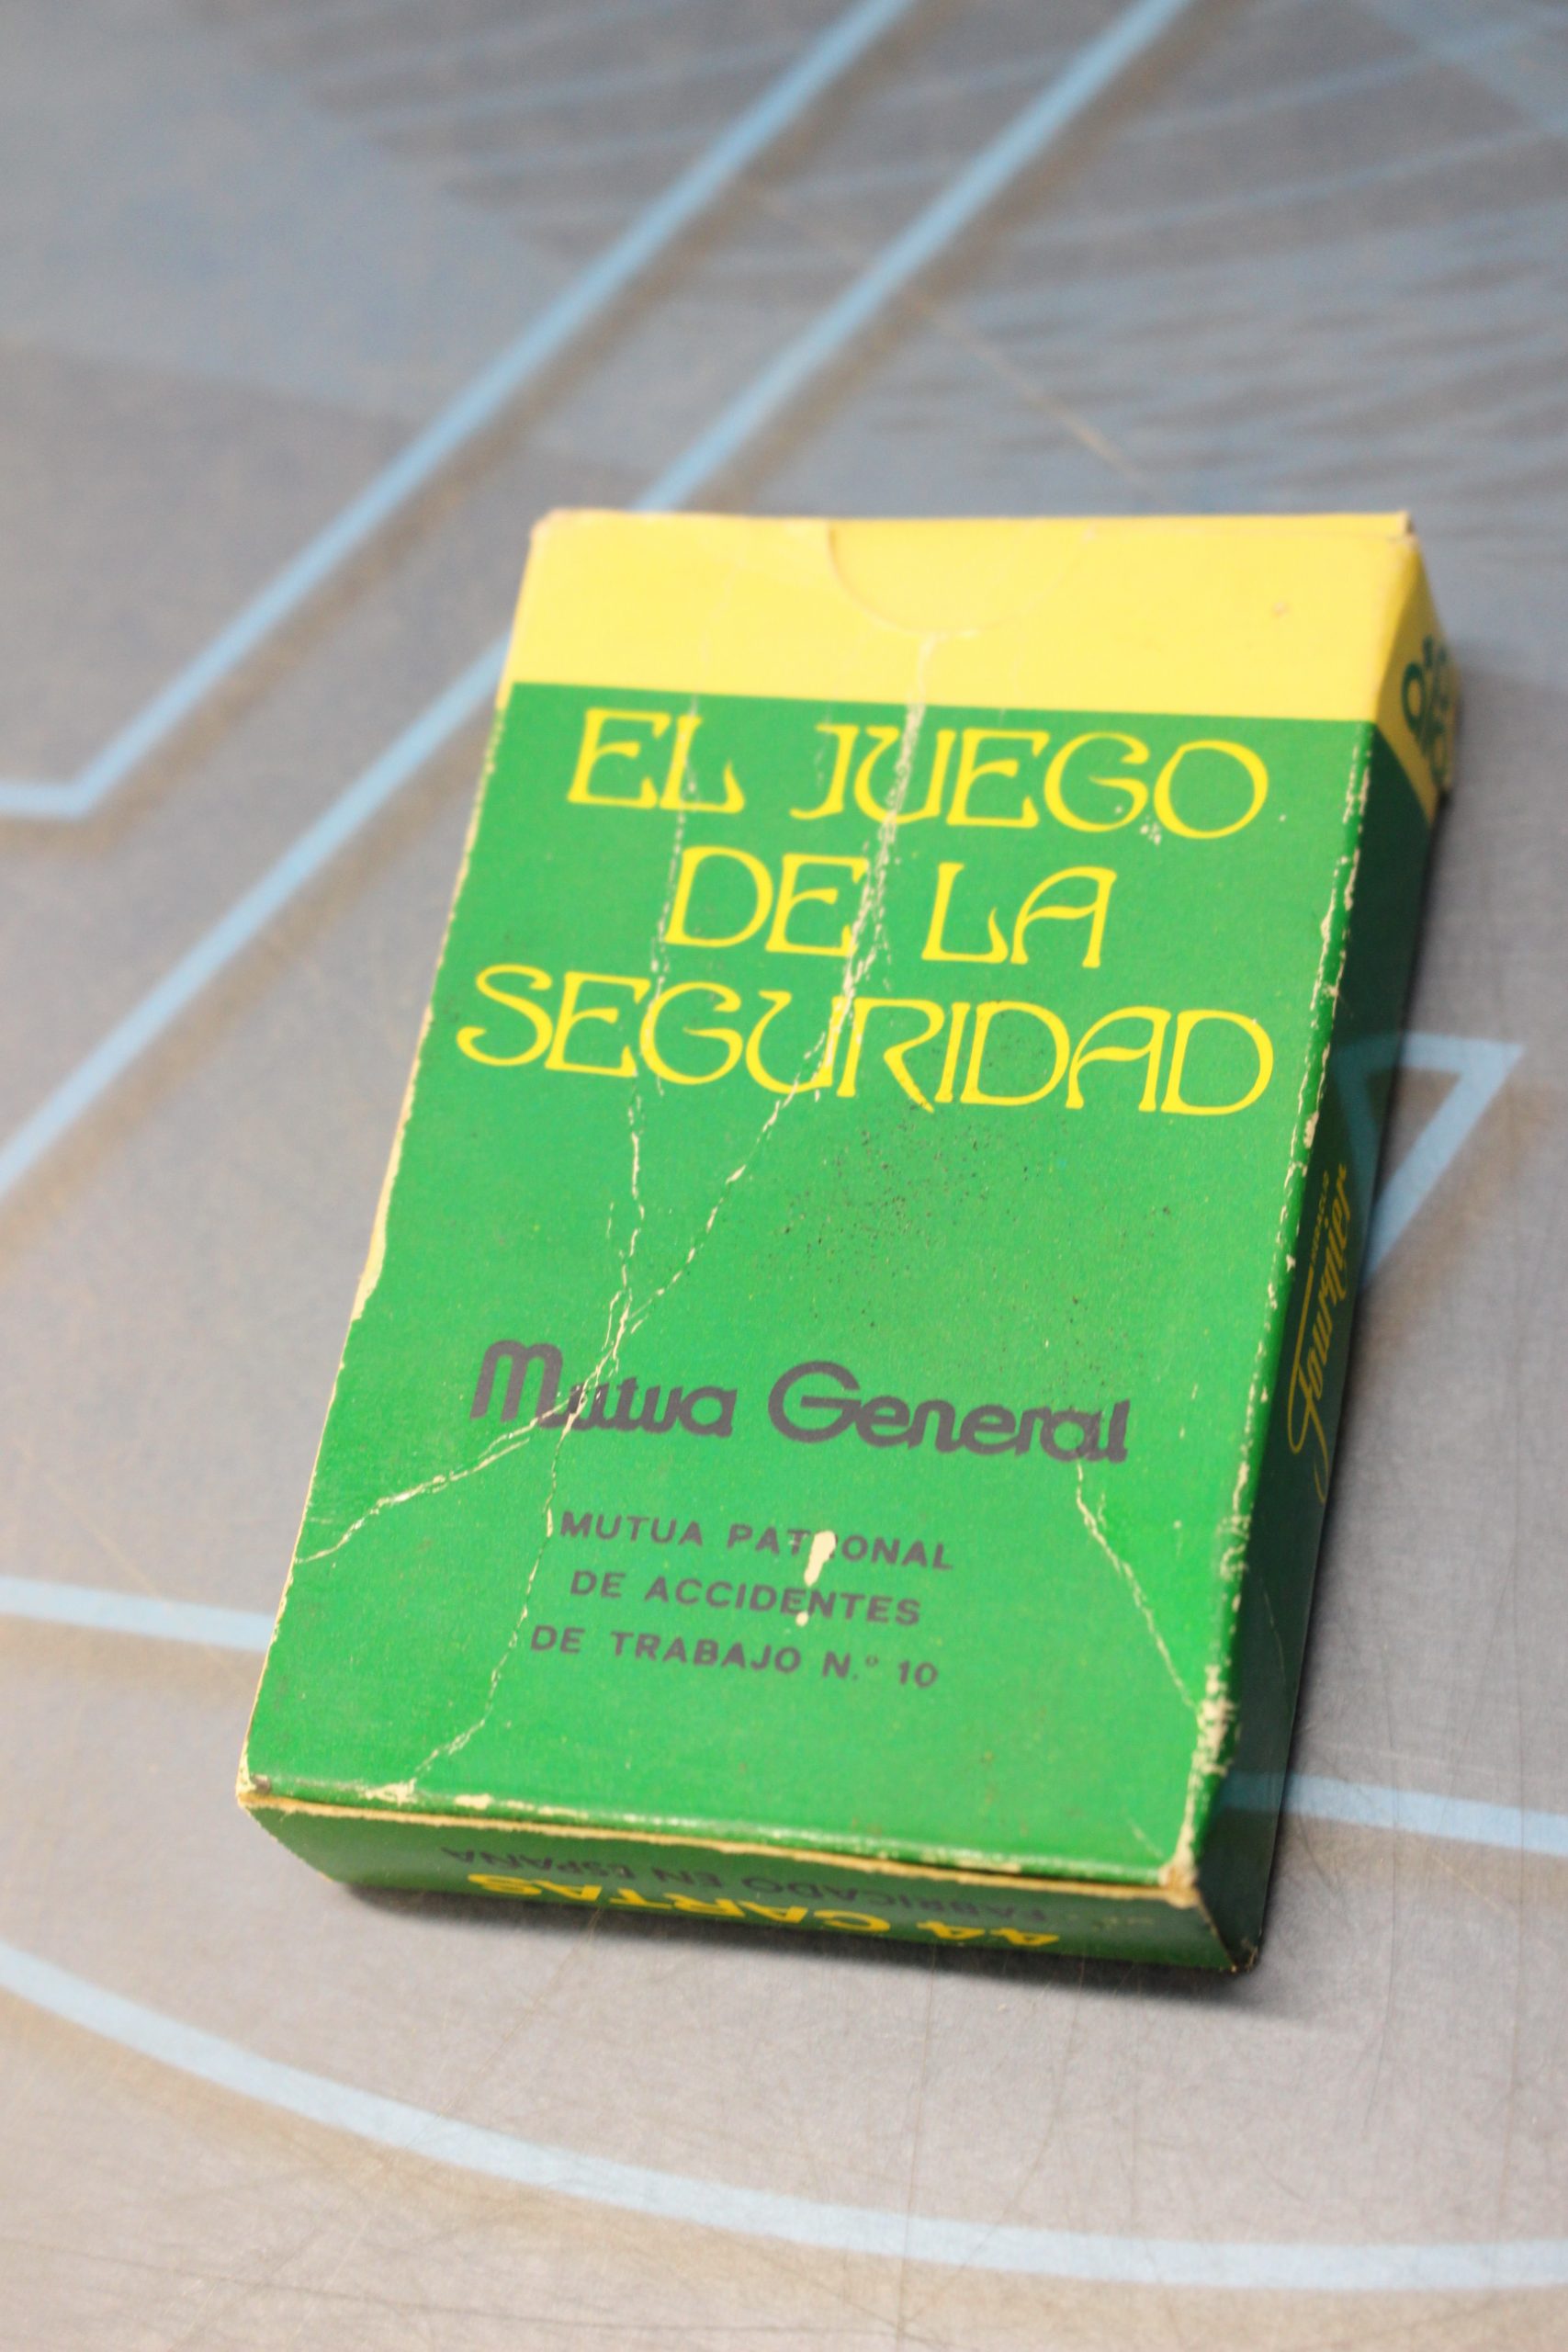 EL JUEGO
DE LA
SEGURIDAD
Mutua General
MUTUA PATRONAL
DE ACCIDENTES
DE TRABAJO N.º 10
Fournier
44 CARTAS
FABRICADO EN ESPAÑA